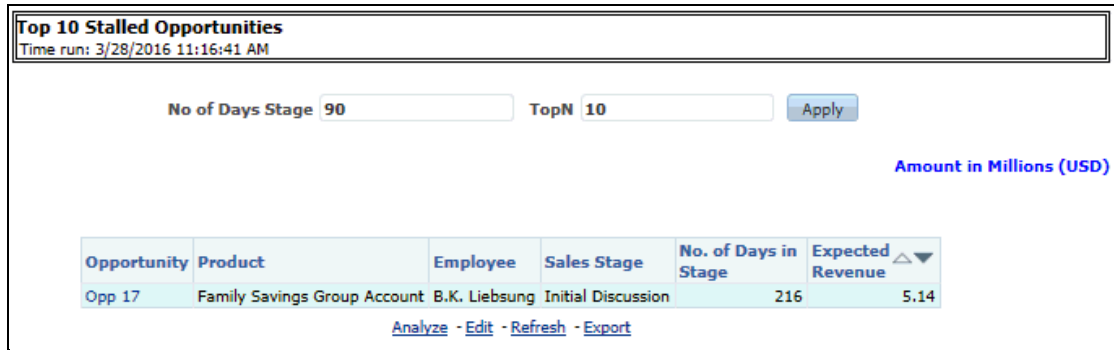 Top 10 Stalled Opportunities
Time run: 3/28/2016 11:16:41 AM
No of Days Stage 90 TopN 10 Apply
Amount in Millions (USD)
Opportunity Product Employee Sales Stage No. of Days in Stage Expected Revenue
Opp 17 Family Savings Group Account B.K. Liebsung Initial Discussion 216 5.14
Analyze - Edit - Refresh - Export